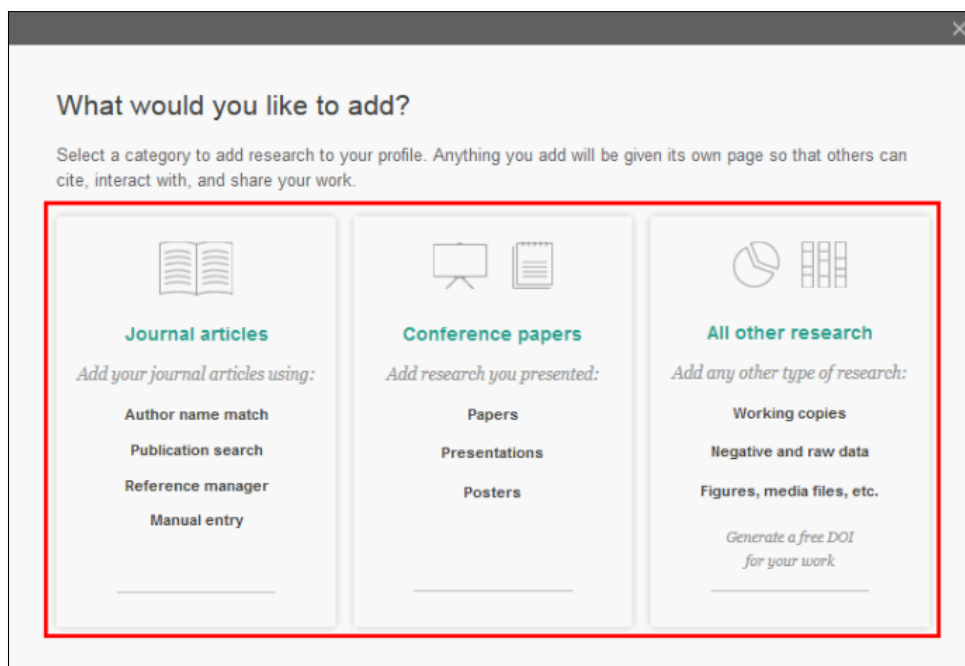 What would you like to add?
Select a category to add research to your profile. Anything you add will be given its own page so that others can
cite, interact with, and share your work.
Journal articles
Add your journal articles using:
Author name match
Publication search
Reference manager
Manual entry
Conference papers
Add research you presented:
Papers
Presentations
Posters
All other research
Add any other type of research:
Working copies
Negative and raw data
Figures, media files, etc.
Generate a free DOI
for your work